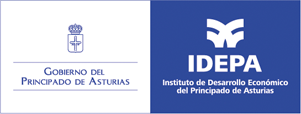 GOBIERNO DEL
PRINCIPADO DE ASTURIAS
IDEPA
Instituto de Desarrollo Económico
del Principado de Asturias